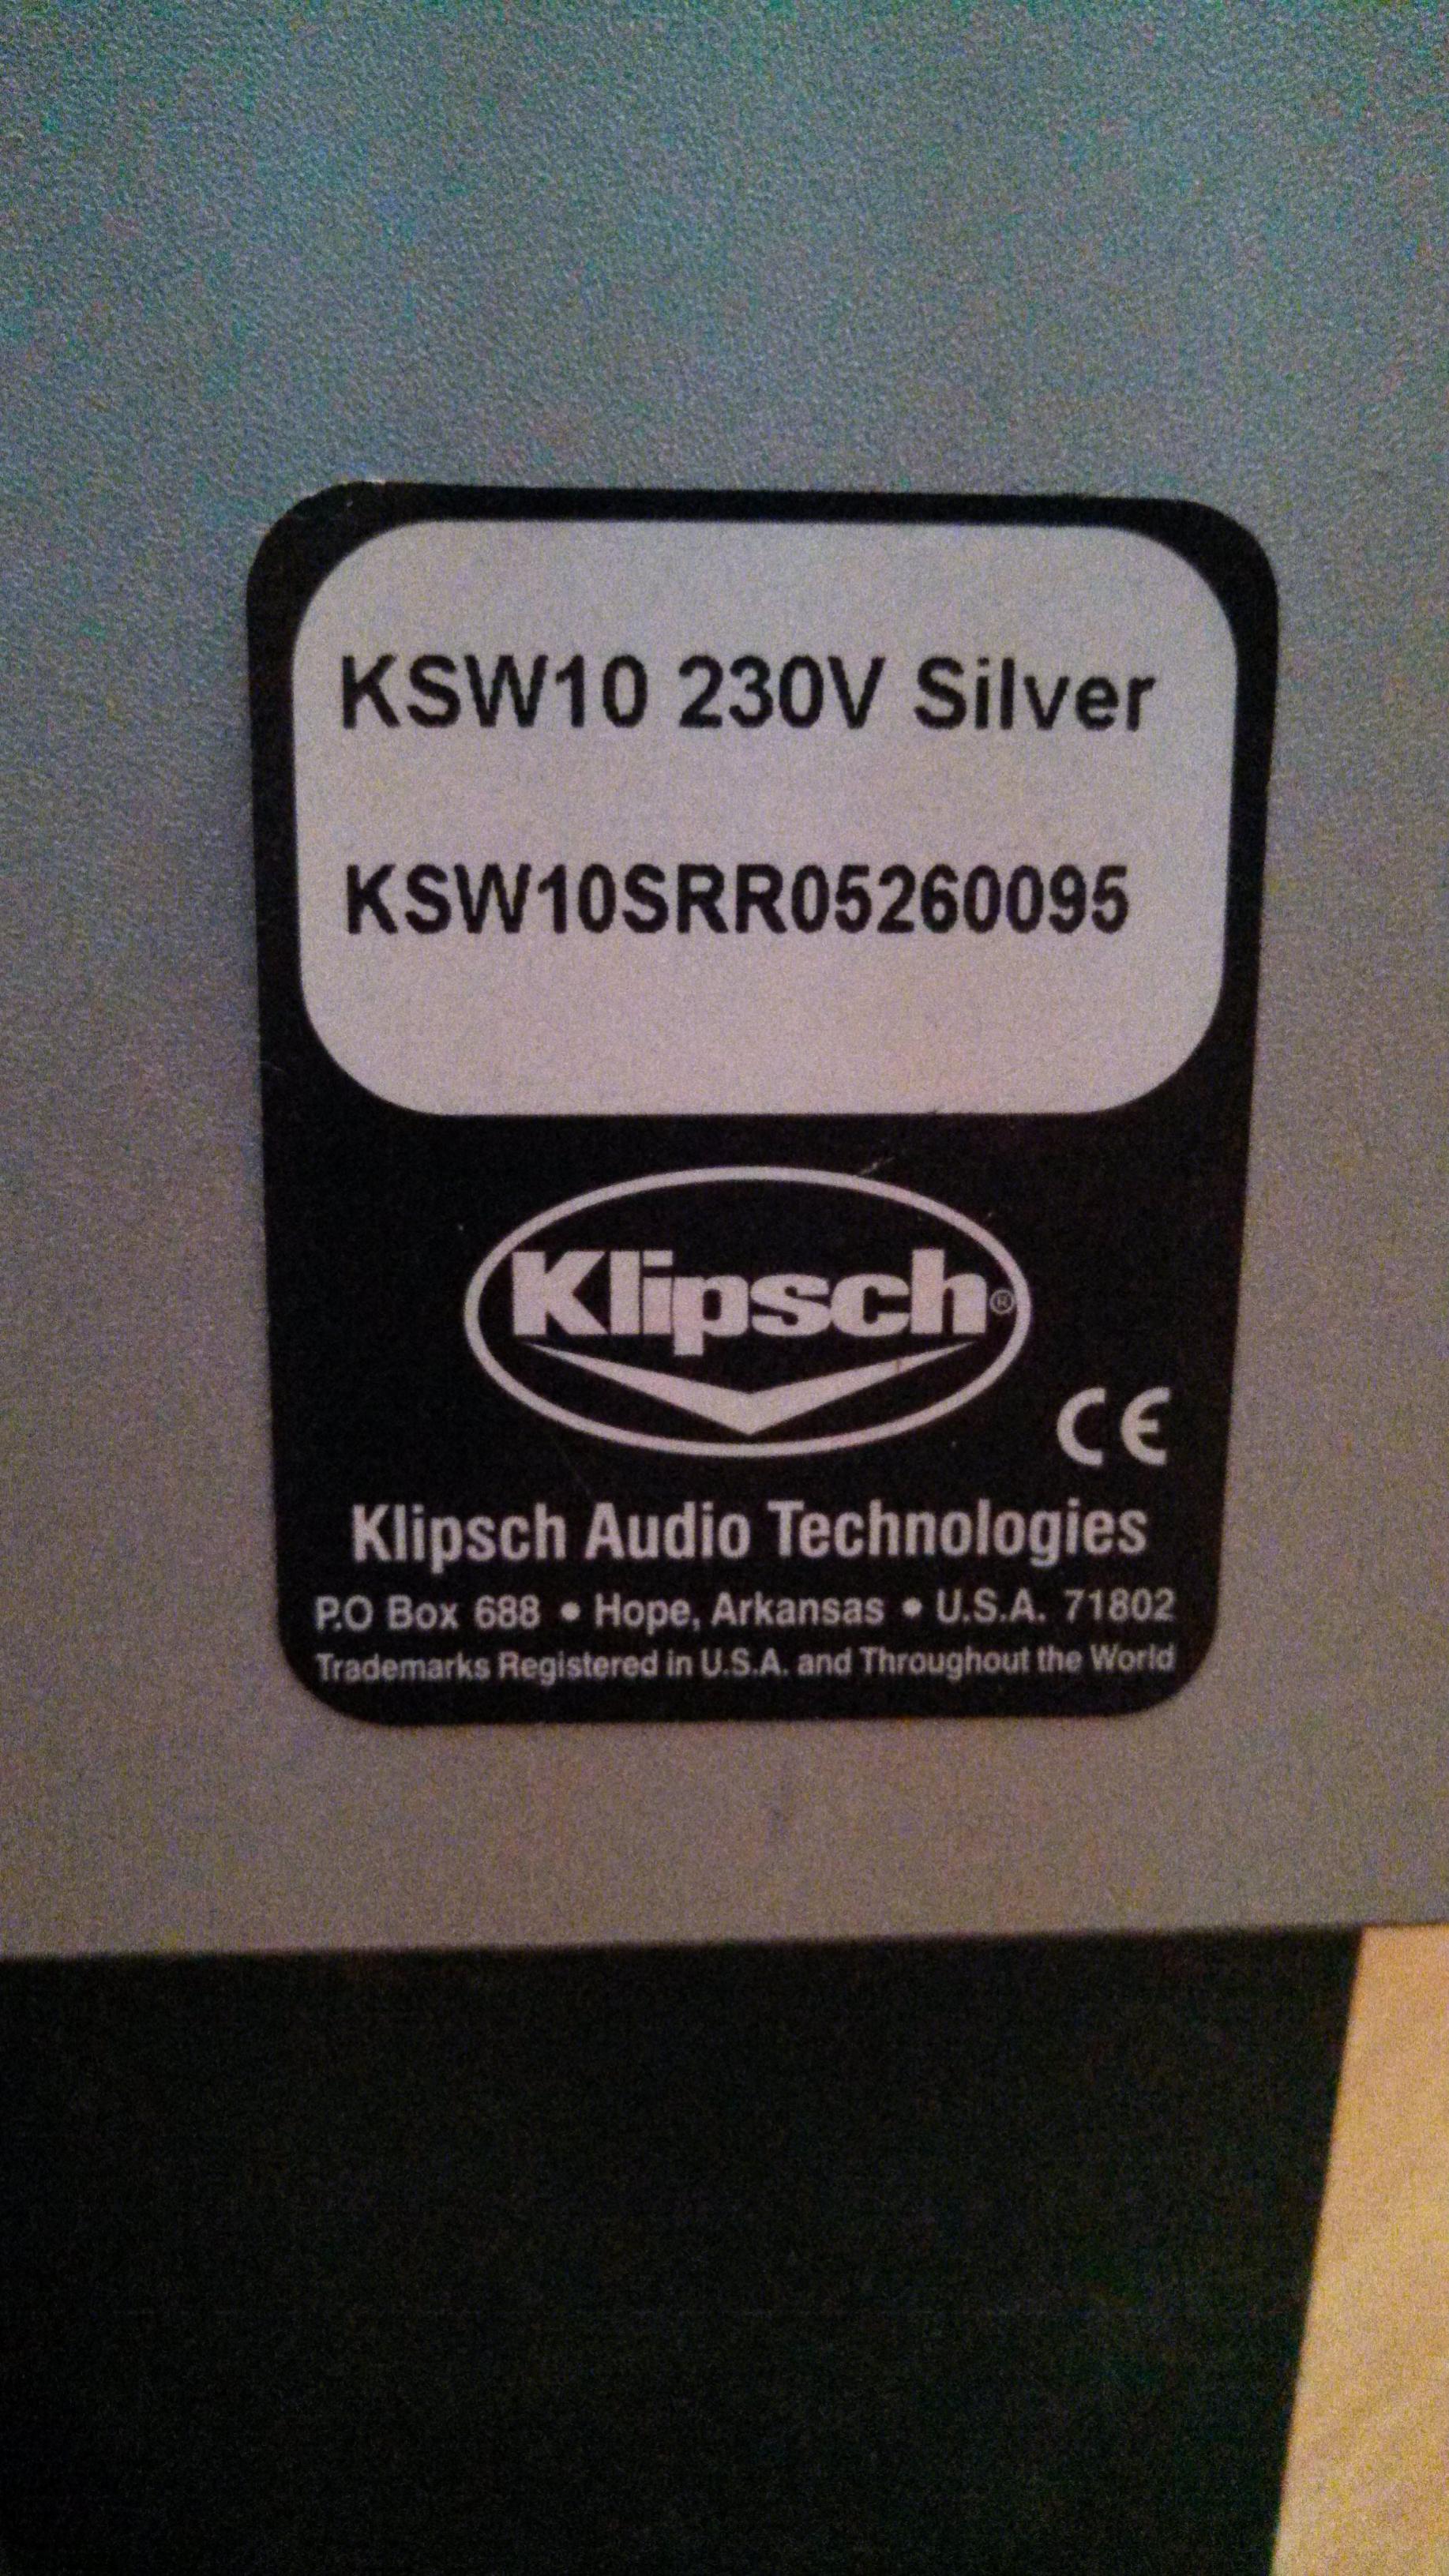 KSW10 230V Silver
KSW10SRR05260095
Klipsch®
CE
Klipsch Audio Technologies
P.O Box 688 • Hope, Arkansas • U.S.A. 71802
Trademarks Registered in U.S.A. and Throughout the World